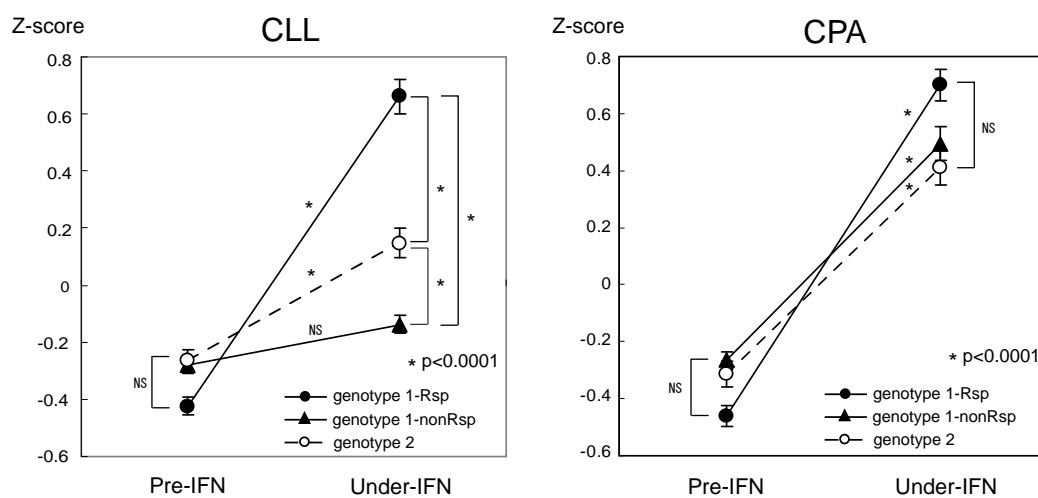 Z-score
CLL
0.8
0.6
0.4
0.2
0
-0.2
-0.4
-0.6
*
*
NS
NS
*
*
*
* p<0.0001
genotype 1-Rsp
genotype 1-nonRsp
genotype 2
Pre-IFN
Under-IFN
Z-score
CPA
0.8
0.6
0.4
0.2
0
-0.2
-0.4
-0.6
*
*
*
NS
NS
* p<0.0001
genotype 1-Rsp
genotype 1-nonRsp
genotype 2
Pre-IFN
Under-IFN